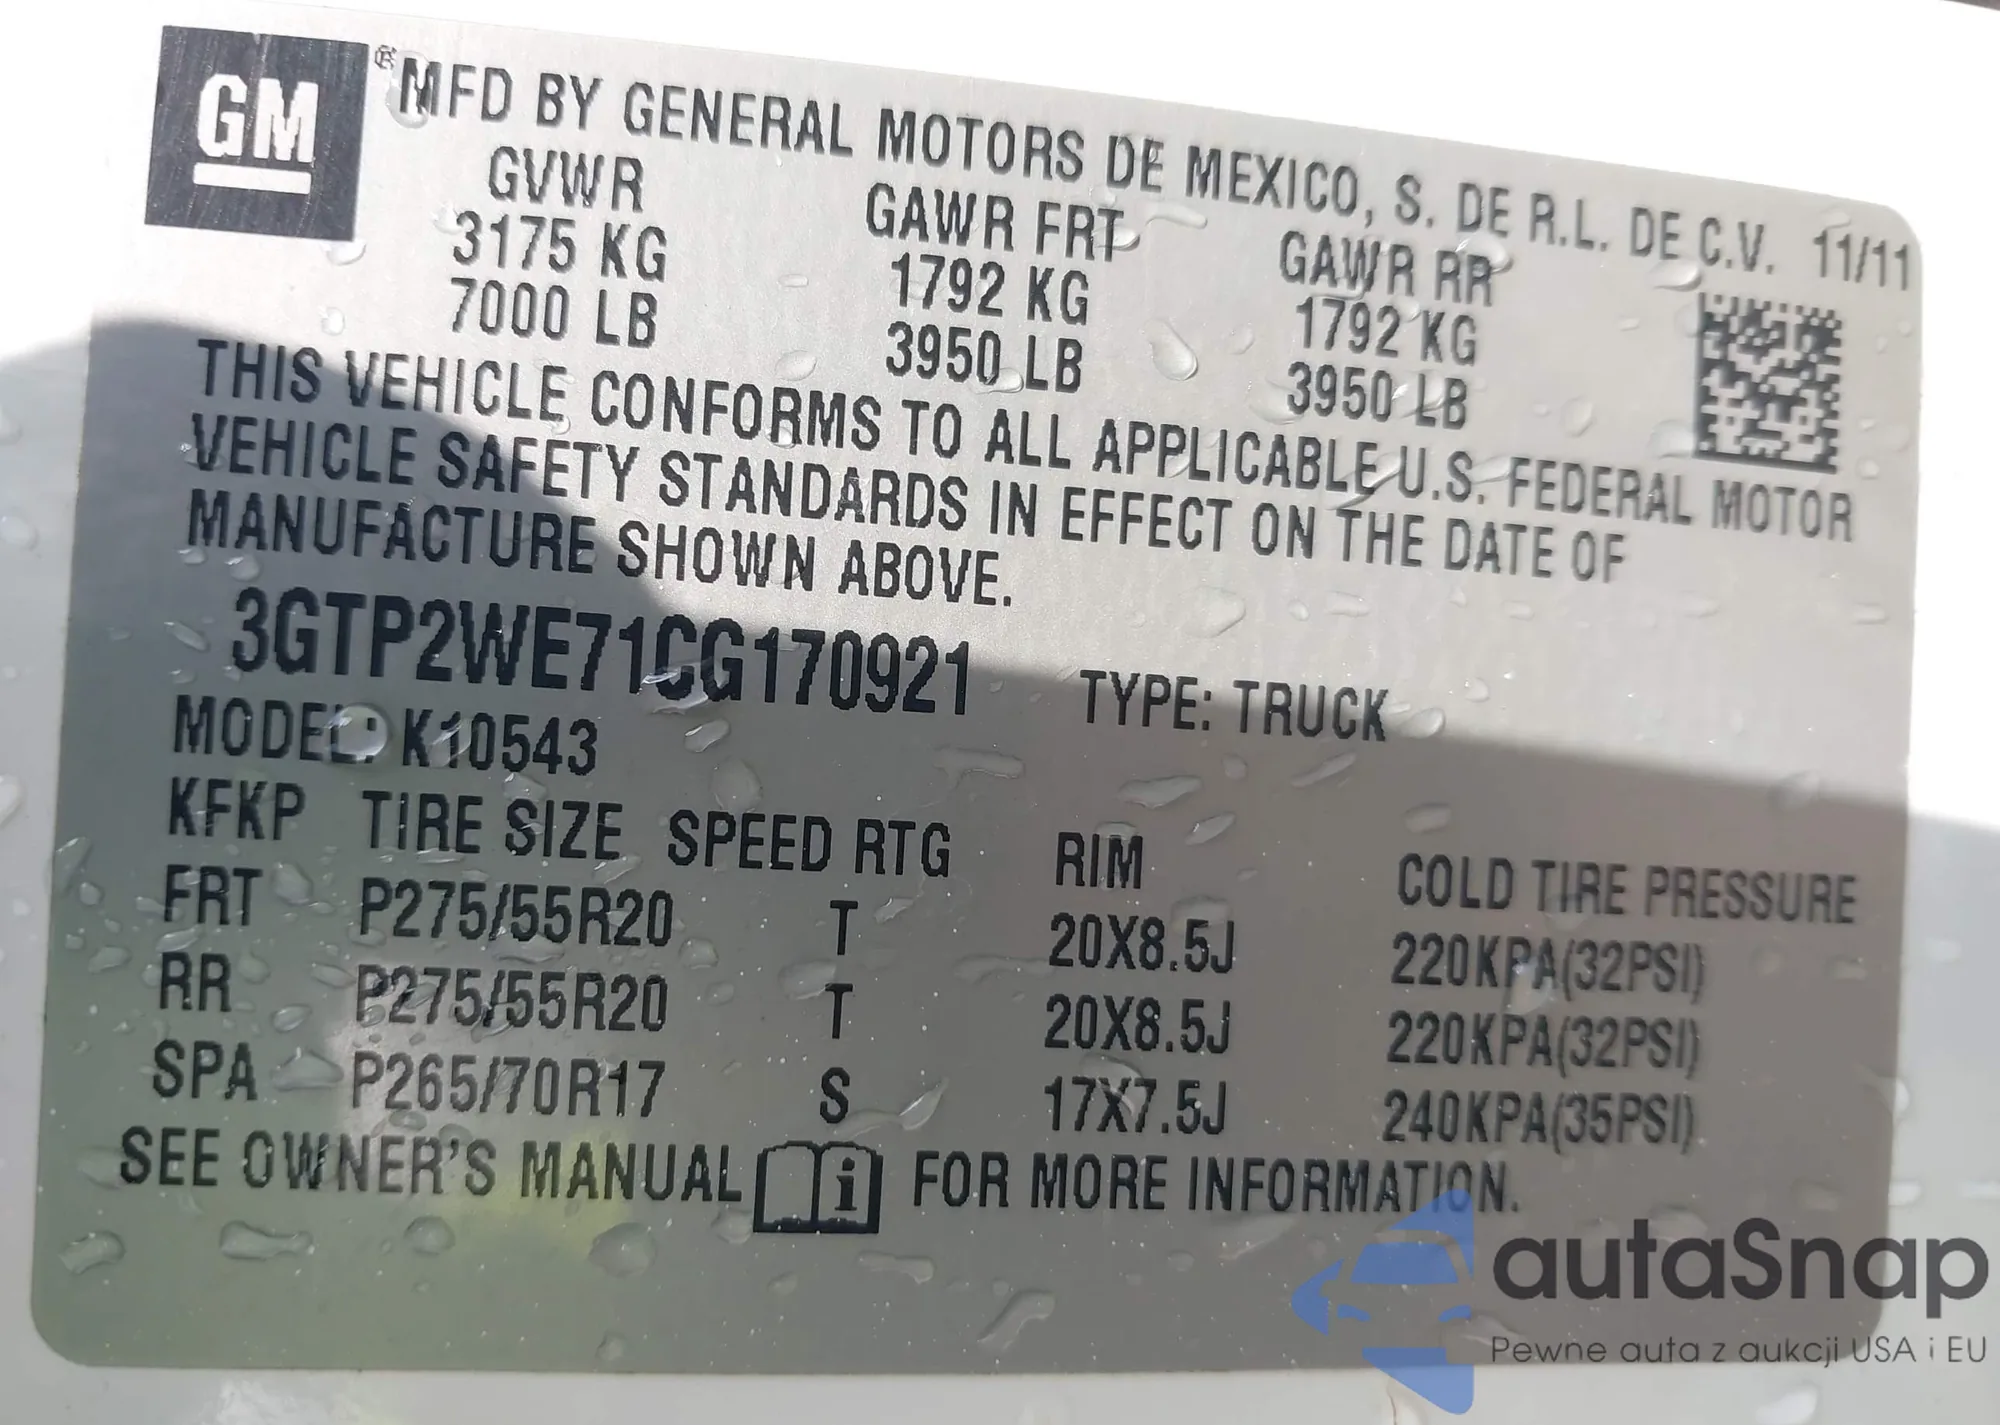 GM ® MFD BY GENERAL MOTORS DE MEXICO, S. DE R.L. DE C.V. 11/11
GVWR GAWR FRT GAWR RR
3175 KG 1792 KG 1792 KG
7000 LB 3950 LB 3950 LB
THIS VEHICLE CONFORMS TO ALL APPLICABLE U.S. FEDERAL MOTOR
VEHICLE SAFETY STANDARDS IN EFFECT ON THE DATE OF
MANUFACTURE SHOWN ABOVE.
3GTP2WE71CG170921 TYPE: TRUCK
MODEL: K10543
KFKP TIRE SIZE SPEED RTG RIM COLD TIRE PRESSURE
FRT P275/55R20 T 20X8.5J 220KPA(32PSI)
RR P275/55R20 T 20X8.5J 220KPA(32PSI)
SPA P265/70R17 S 17X7.5J 240KPA(35PSI)
SEE OWNER'S MANUAL i FOR MORE INFORMATION.
autaSnap
Pewne auta z aukcji USA i EU